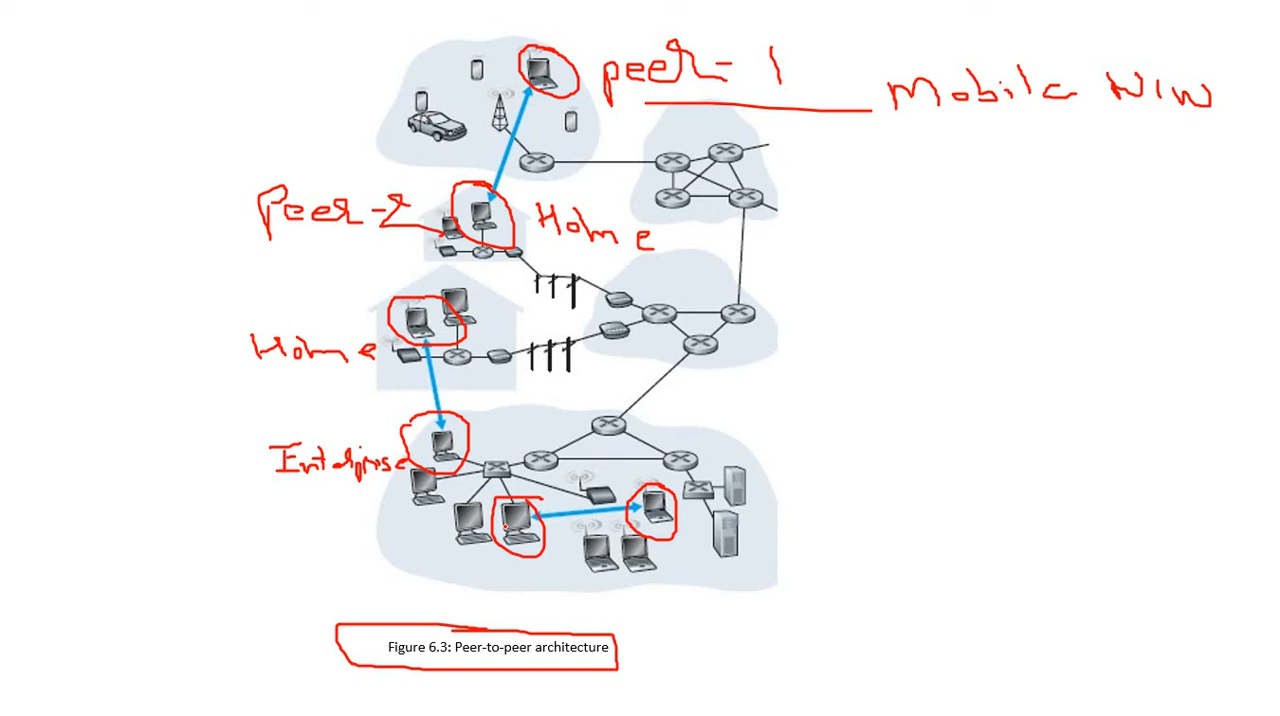 peer-1
Mobile N/W
Peer-2
Home
Home
Enterprise
Figure 6.3: Peer-to-peer architecture